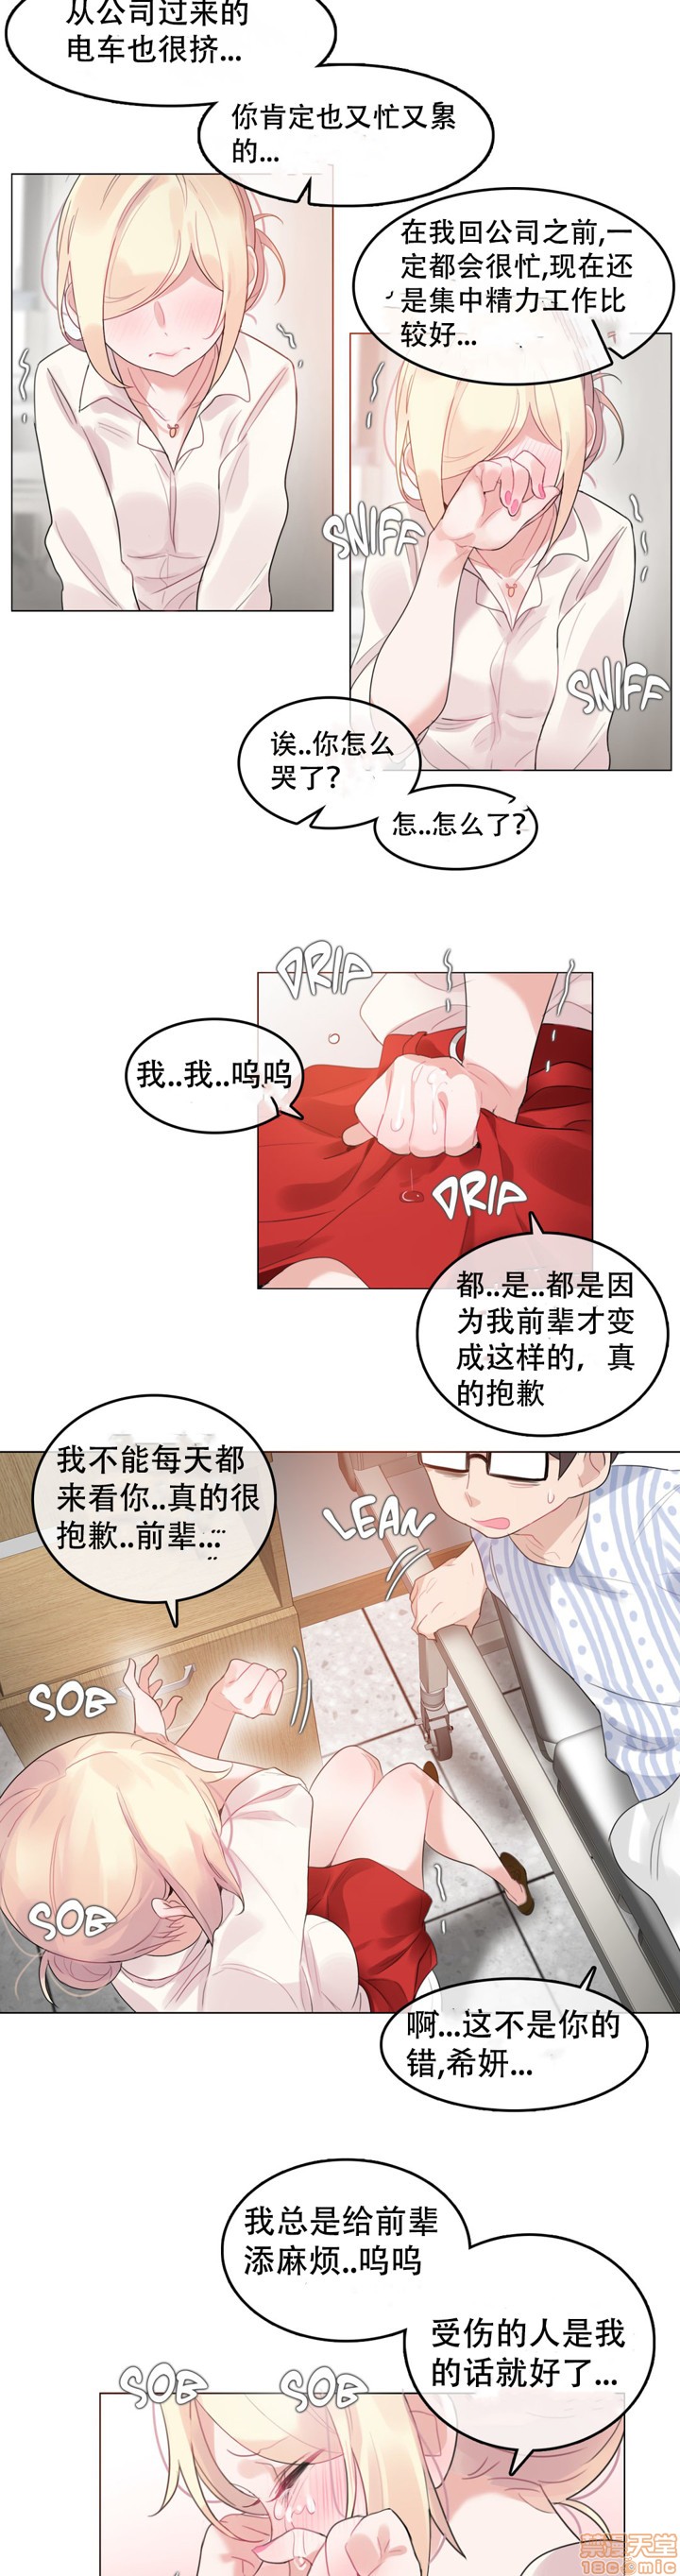 从公司过来的
电车也很挤...
你肯定也又忙又累
的...
在我回公司之前,一
定都会很忙,现在还
是集中精力工作比
较好...
SNIFF
SNIFF
诶..你怎么
哭了?
怎..怎么了?
DRIP
我..我..呜呜
DRIP
都..是..都是因
为我前辈才变
成这样的，真
的抱歉
我不能每天都
来看你..真的很
抱歉..前辈...
LEAN
SOB
SOB
啊...这不是你的
错,希妍...
我总是给前辈
添麻烦..呜呜
受伤的人是我
的话就好了...
SOB
SOB
禁漫天堂
18comic